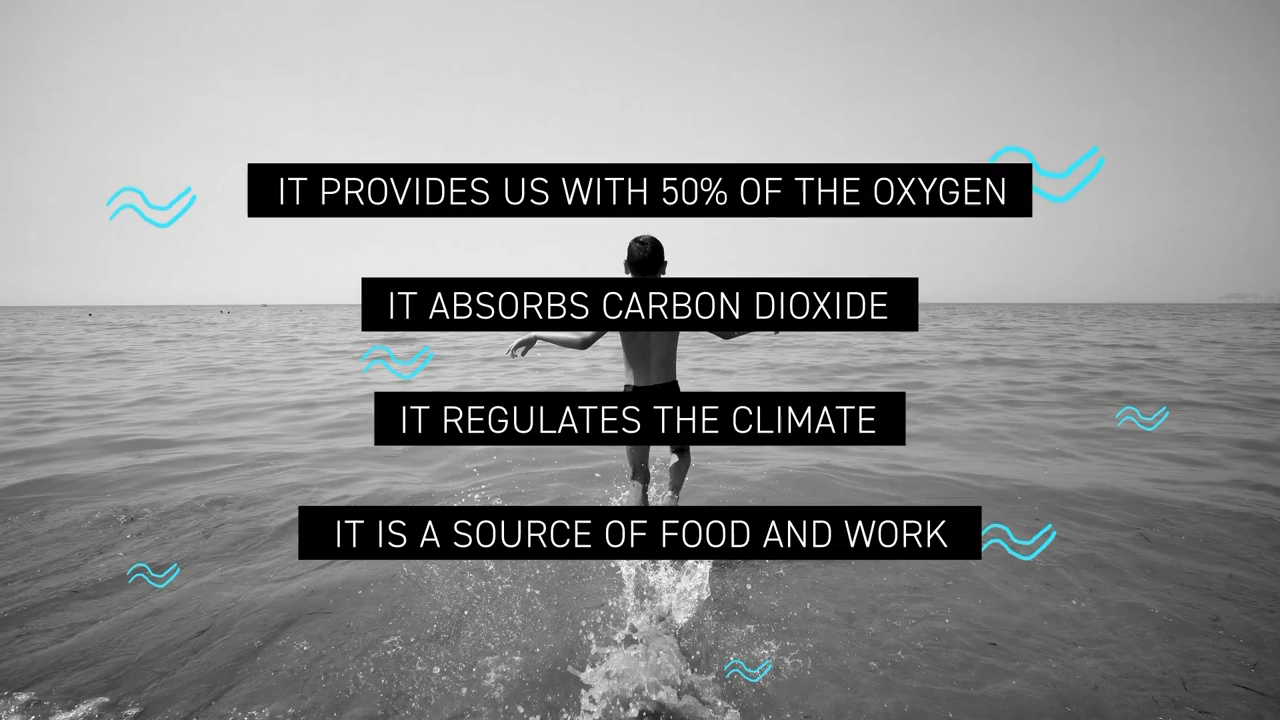 IT PROVIDES US WITH 50% OF THE OXYGEN
IT ABSORBS CARBON DIOXIDE
IT REGULATES THE CLIMATE
IT IS A SOURCE OF FOOD AND WORK